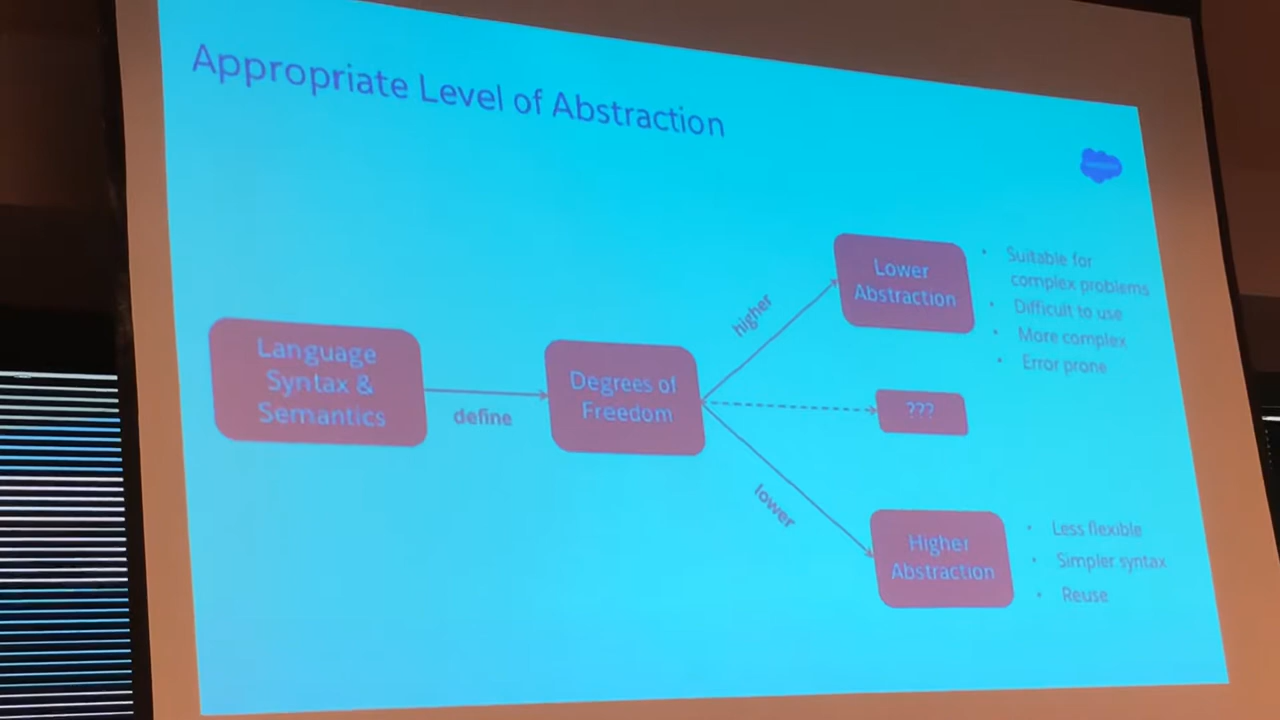 Appropriate Level of Abstraction
Language
Syntax &
Semantics
define
Degrees of
Freedom
higher
lower
Lower
Abstraction
• Suitable for
complex problems
• Difficult to use
• More complex
• Error prone
???
Higher
Abstraction
• Less flexible
• Simpler syntax
• Reuse